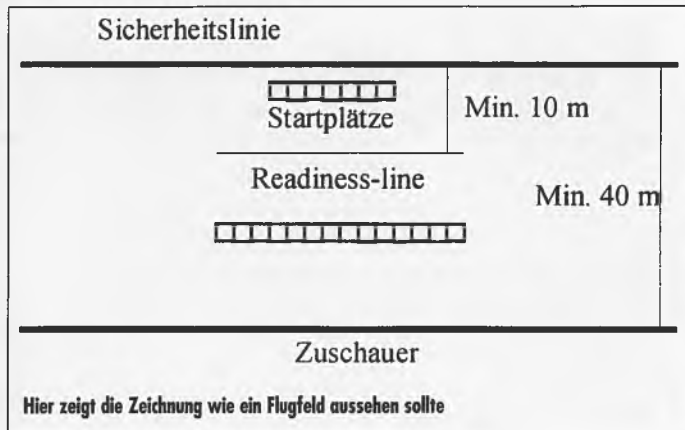 Sicherheitslinie
Startplätze
Min. 10 m
Readiness-line
Min. 40 m
Zuschauer
Hier zeigt die Zeichnung wie ein Flugfeld aussehen sollte